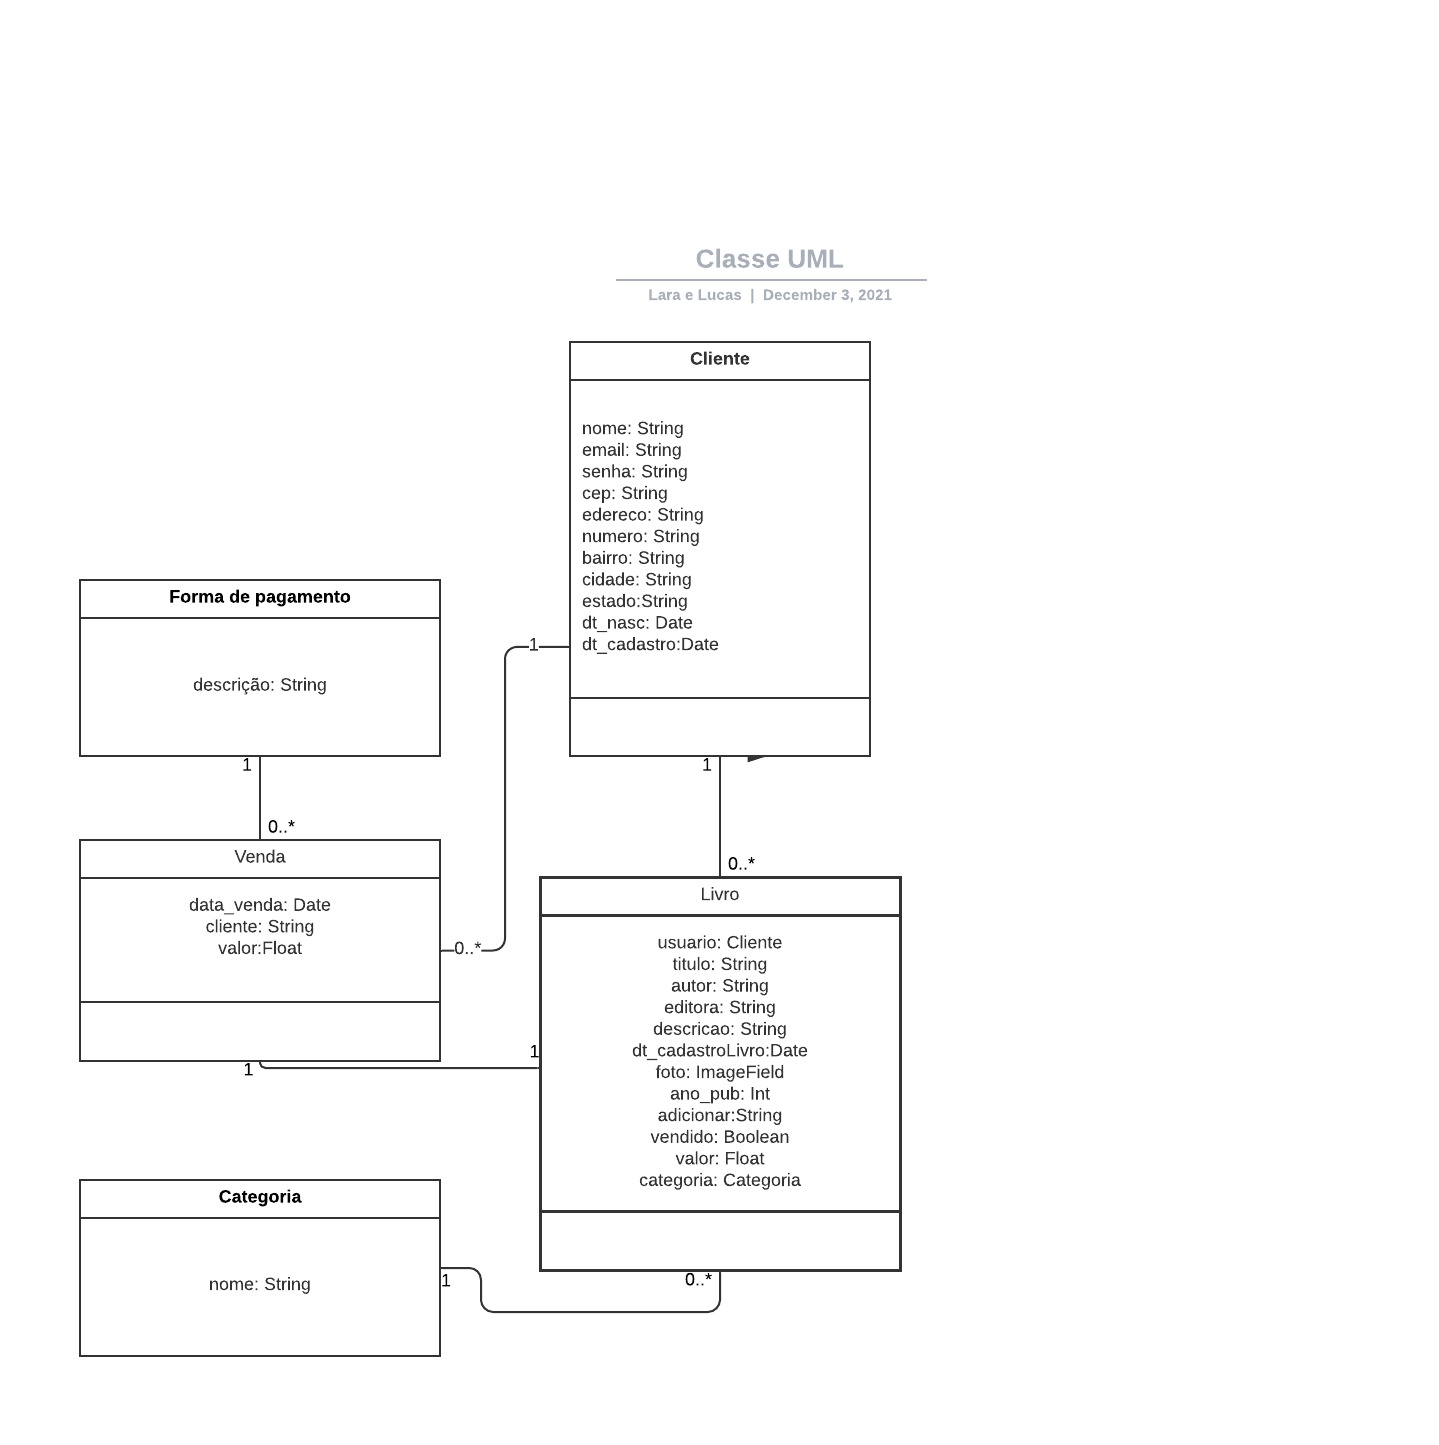 Classe UML
Lara e Lucas | December 3, 2021
Cliente
nome: String
email: String
senha: String
cep: String
edereco: String
numero: String
bairro: String
cidade: String
estado:String
dt_nasc: Date
dt_cadastro:Date
1
1
0..*
Forma de pagamento
descrição: String
1
0..*
Venda
data_venda: Date
cliente: String
valor:Float
0..*
1
1
Livro
usuario: Cliente
titulo: String
autor: String
editora: String
descricao: String
dt_cadastroLivro:Date
foto: ImageField
ano_pub: Int
adicionar:String
vendido: Boolean
valor: Float
categoria: Categoria
0..*
Categoria
nome: String
1